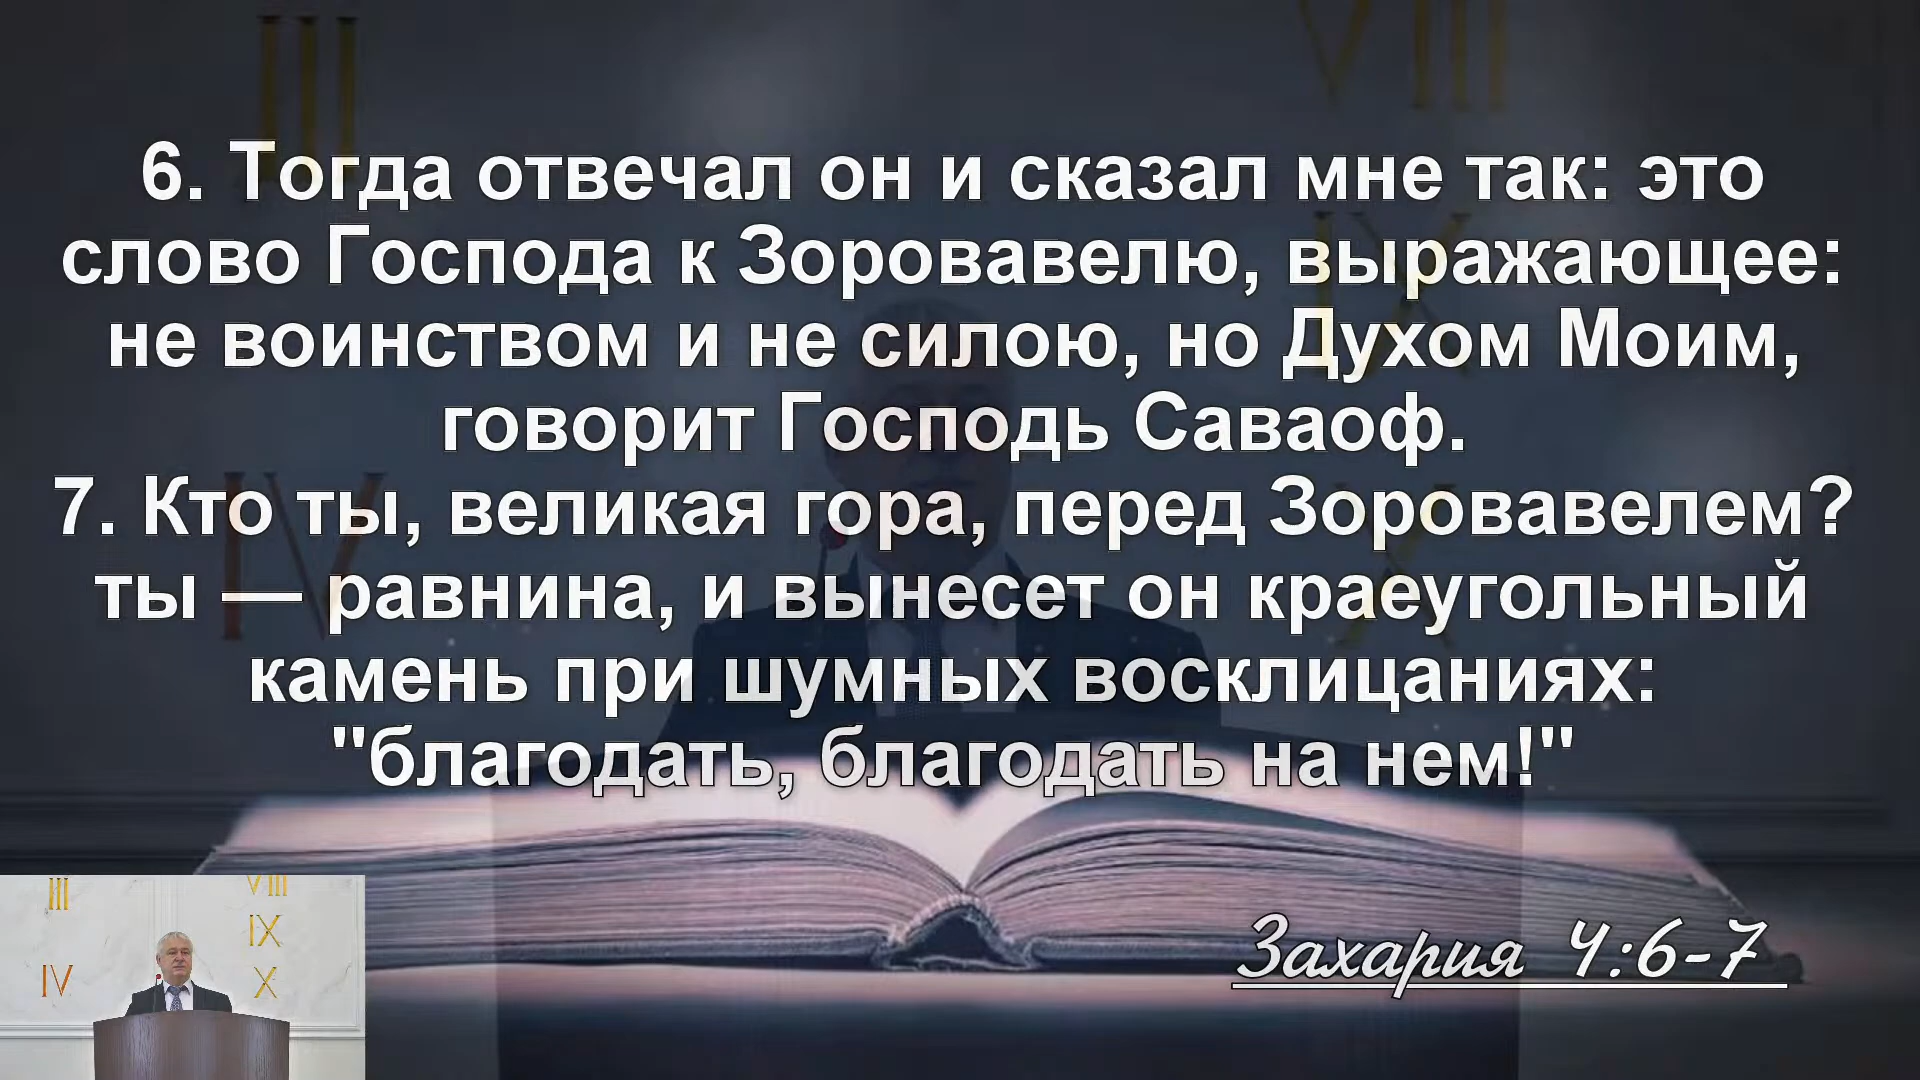 6. Тогда отвечал он и сказал мне так: это
слово Господа к Зоровавелю, выражающее:
не воинством и не силою, но Духом Моим,
говорит Господь Саваоф.
7. Кто ты, великая гора, перед Зоровавелем?
ты — равнина, и вынесет он краеугольный
камень при шумных восклицаниях:
"благодать, благодать на нем!"
Захария 4:6-7
III
VIII
IX
IV
X